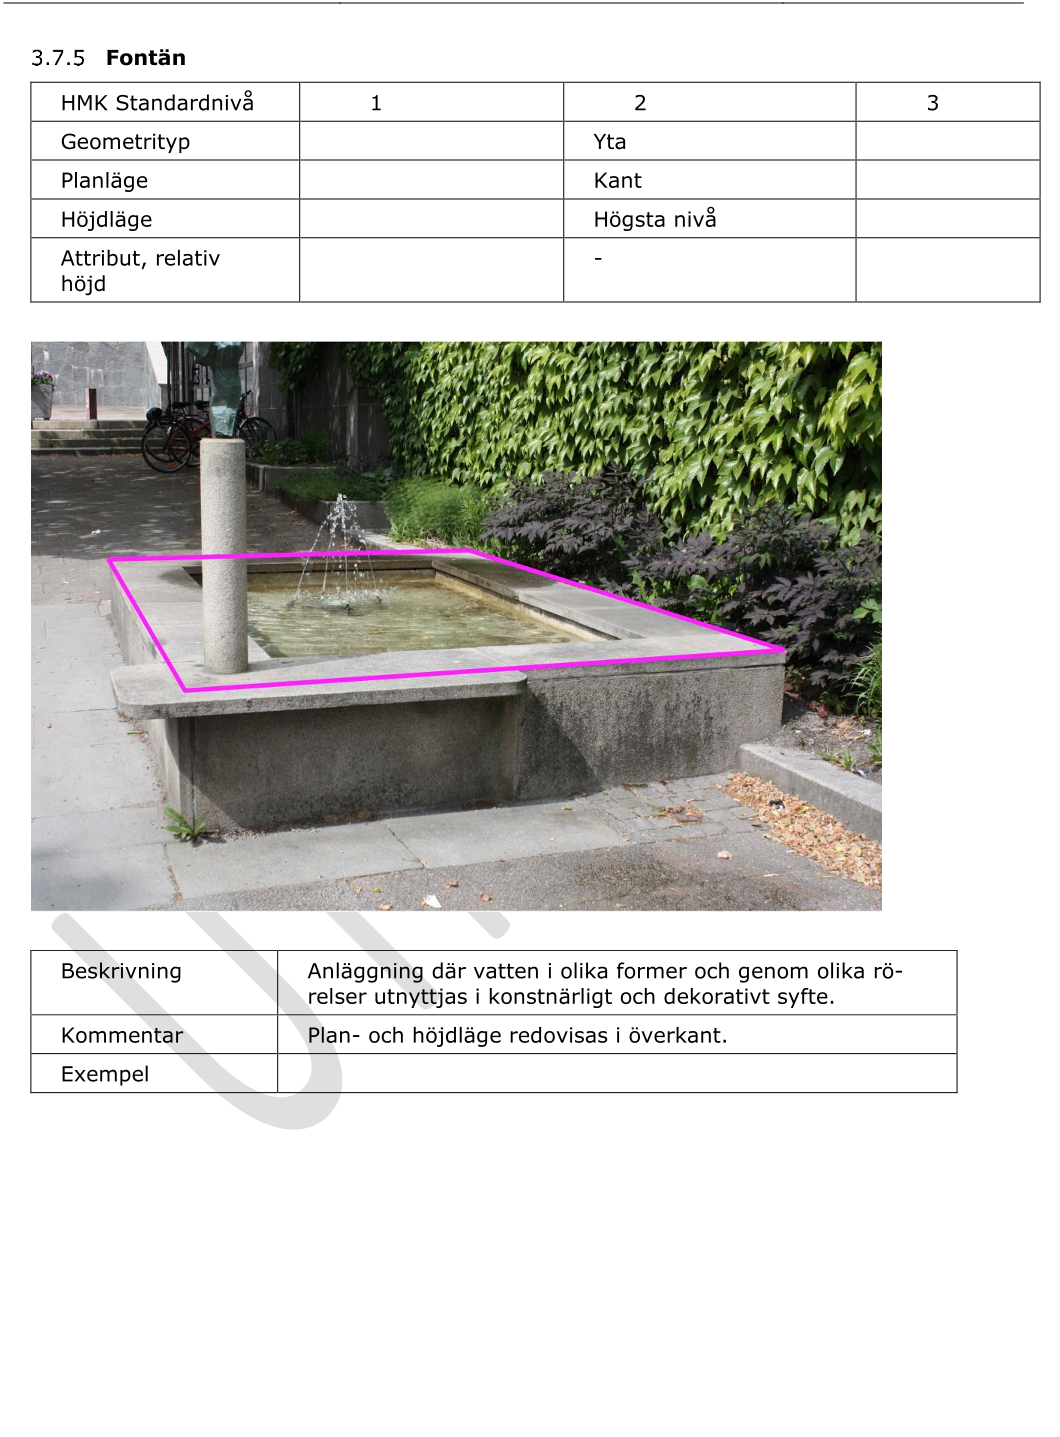 3.7.5 Fontän
HMK Standardnivå 1 2 3
Geometrityp Yta
Planläge Kant
Höjdläge Högsta nivå
Attribut, relativ -
höjd
Beskrivning Anläggning där vatten i olika former och genom olika rö-
relser utnyttjas i konstnärligt och dekorativt syfte.
Kommentar Plan- och höjdläge redovisas i överkant.
Exempel